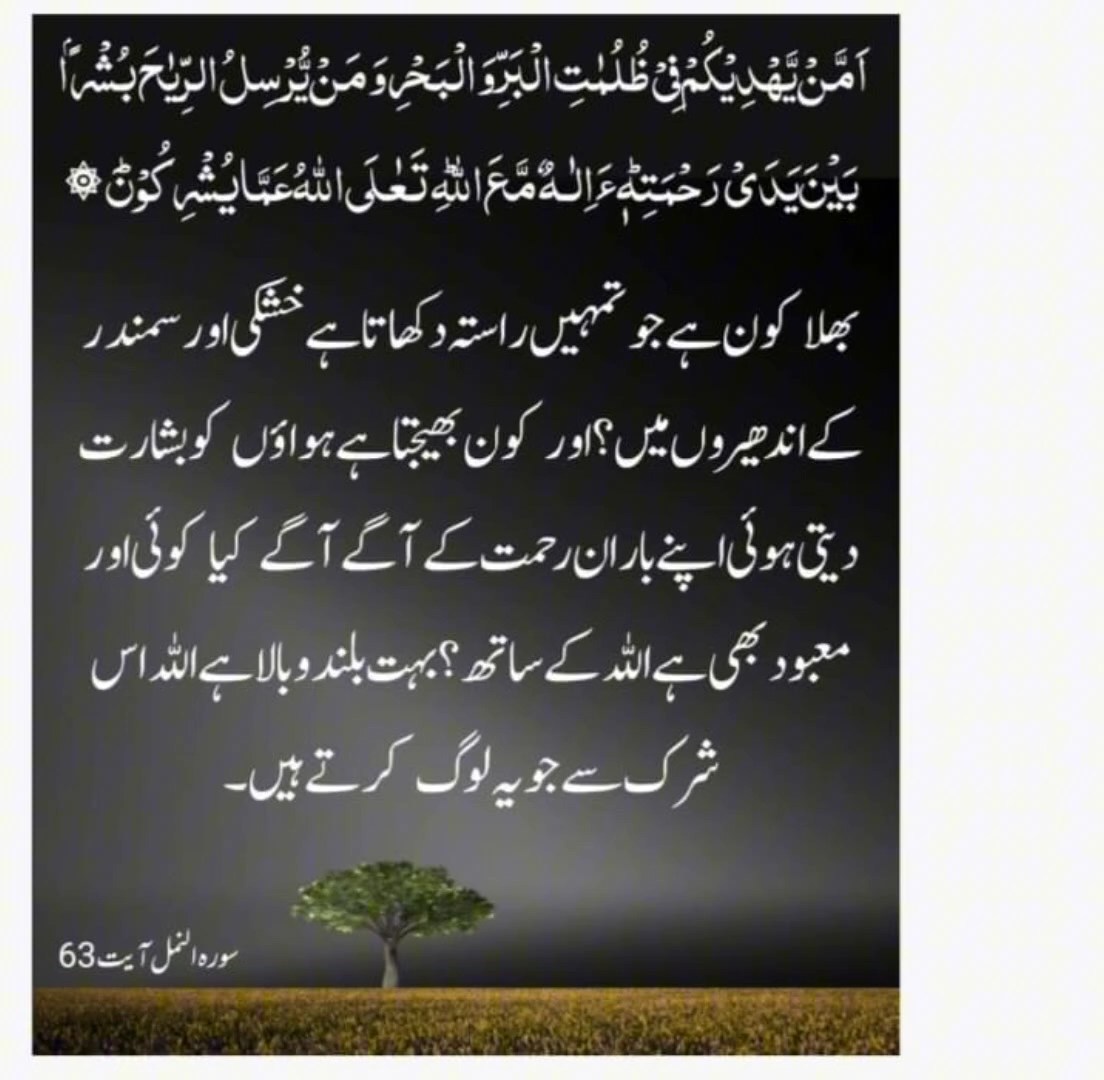 اَمَّنْ يَّهْدِيْكُمْ فِيْ ظُلُمٰتِ الْبَرِّ وَ الْبَحْرِ وَ مَنْ يُّرْسِلُ الرِّيٰحَ بُشْرًاۢ
بَيْنَ يَدَيْ رَحْمَتِهٖؕ ءَاِلٰهٌ مَّعَ اللّٰهِؕ تَعٰلَى اللّٰهُ عَمَّا يُشْرِكُوْنَؕ ۞
بھلا کون ہے جو تمہیں راستہ دکھاتا ہے خشکی اور سمندر
کے اندھیروں میں؟ اور کون بھیجتا ہے ہواؤں کو بشارت
دیتی ہوئی اپنے باران رحمت کے آگے آگے کیا کوئی اور
معبود بھی ہے اللہ کے ساتھ؟ بہت بلند و بالا ہے اللہ اس
شرک سے جو یہ لوگ کرتے ہیں۔
سورہ النمل آیت 63